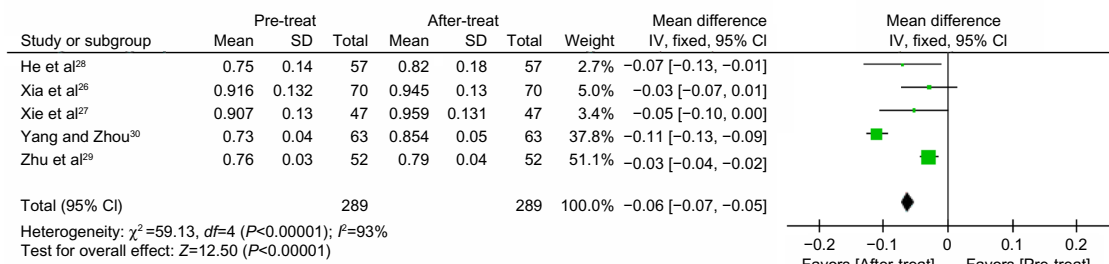 Pre-treat After-treat Mean difference Mean difference
Study or subgroup Mean SD Total Mean SD Total Weight IV, fixed, 95% CI IV, fixed, 95% CI
He et al²⁸ 0.75 0.14 57 0.82 0.18 57 2.7% −0.07 [−0.13, −0.01]
Xia et al²⁶ 0.916 0.132 70 0.945 0.13 70 5.0% −0.03 [−0.07, 0.01]
Xie et al²⁷ 0.907 0.13 47 0.959 0.131 47 3.4% −0.05 [−0.10, 0.00]
Yang and Zhou³⁰ 0.73 0.04 63 0.854 0.05 63 37.8% −0.11 [−0.13, −0.09]
Zhu et al²⁹ 0.76 0.03 52 0.79 0.04 52 51.1% −0.03 [−0.04, −0.02]
Total (95% CI) 289 289 100.0% −0.06 [−0.07, −0.05]
Heterogeneity: χ²=59.13, df=4 (P<0.00001); I²=93%
Test for overall effect: Z=12.50 (P<0.00001)
−0.2 −0.1 0 0.1 0.2
Favors [After-treat] Favors [Pre-treat]